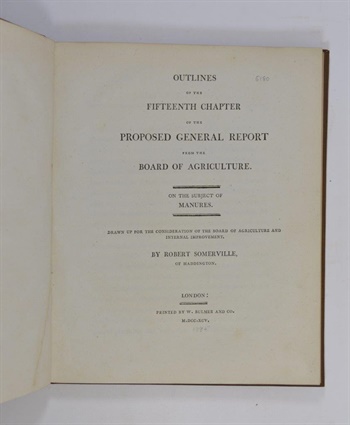 OUTLINES
OF THE
FIFTEENTH CHAPTER
OF THE
PROPOSED GENERAL REPORT
FROM THE
BOARD OF AGRICULTURE.
ON THE SUBJECT OF
MANURES.
DRAWN UP FOR THE CONSIDERATION OF THE BOARD OF AGRICULTURE AND
INTERNAL IMPROVEMENT,
BY ROBERT SOMERVILLE,
OF HADDINGTON;
LONDON:
PRINTED BY W. BULMER AND CO.
M.DCC.XCV.